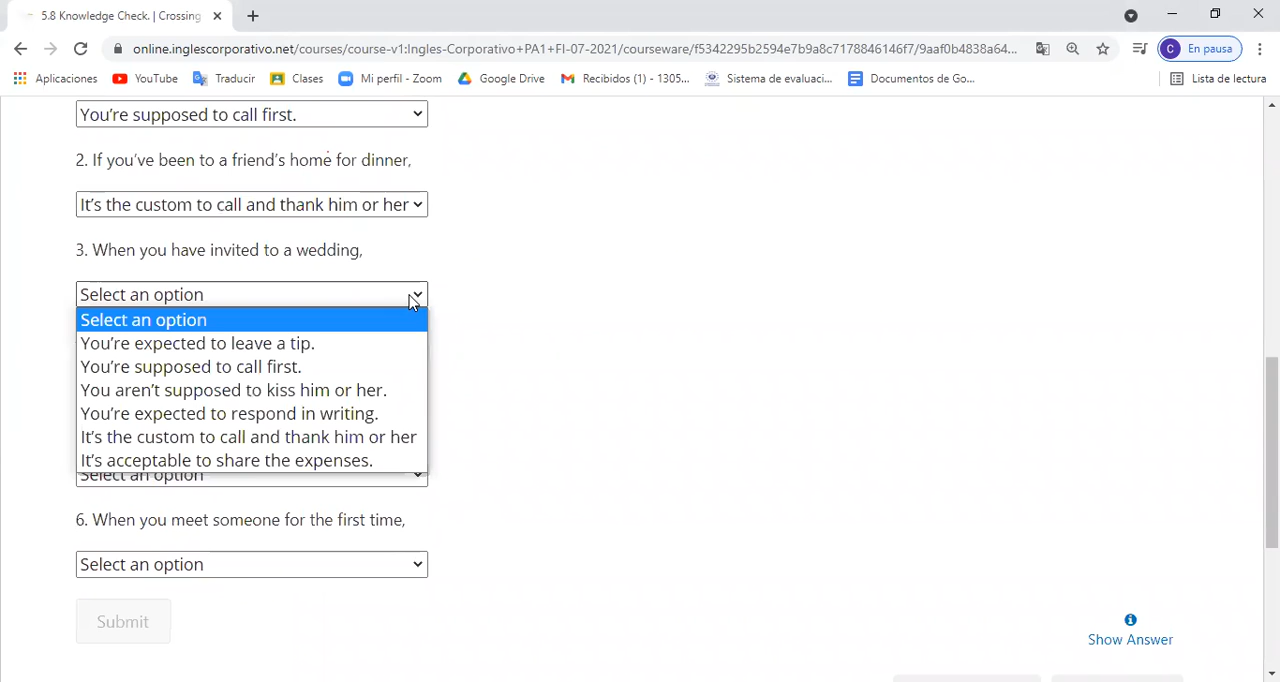 5.8 Knowledge Check. | Crossing
online.inglescorporativo.net/courses/course-v1:Ingles-Corporativo+PA1+FI-07-2021/courseware/f5342295b2594e7b9a8c7178846146f7/9aaf0b4838a64...
C En pausa
Aplicaciones YouTube Traducir Clases Mi perfil - Zoom Google Drive Recibidos (1) - 1305... Sistema de evaluaci... Documentos de Go... Lista de lectura
You're supposed to call first.
2. If you've been to a friend's home for dinner,
It's the custom to call and thank him or her
3. When you have invited to a wedding,
Select an option
Select an option
You're expected to leave a tip.
You're supposed to call first.
You aren't supposed to kiss him or her.
You're expected to respond in writing.
It's the custom to call and thank him or her
It's acceptable to share the expenses.
Select an option
6. When you meet someone for the first time,
Select an option
Submit
Show Answer